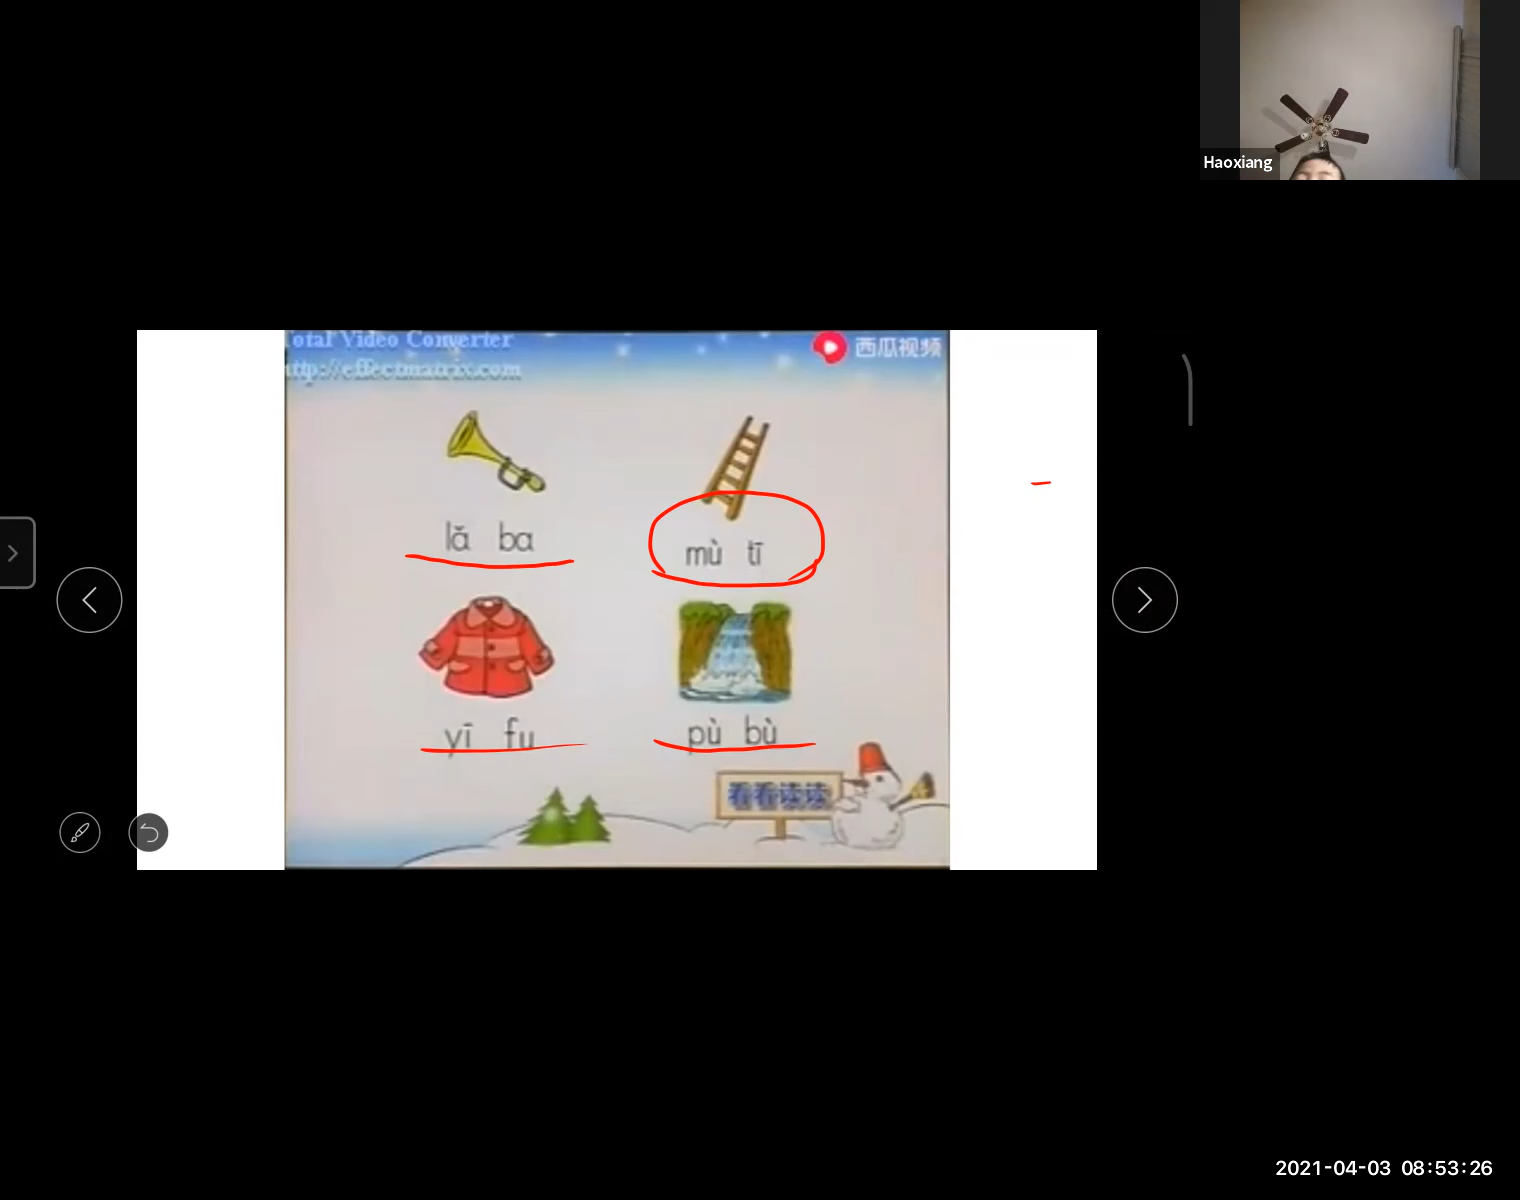 Haoxiang
Total Video Converter
http://effectmatrix.com
西瓜视频
lǎ ba
mù tī
yī fu
pù bù
看看读读
2021-04-03 08:53:26